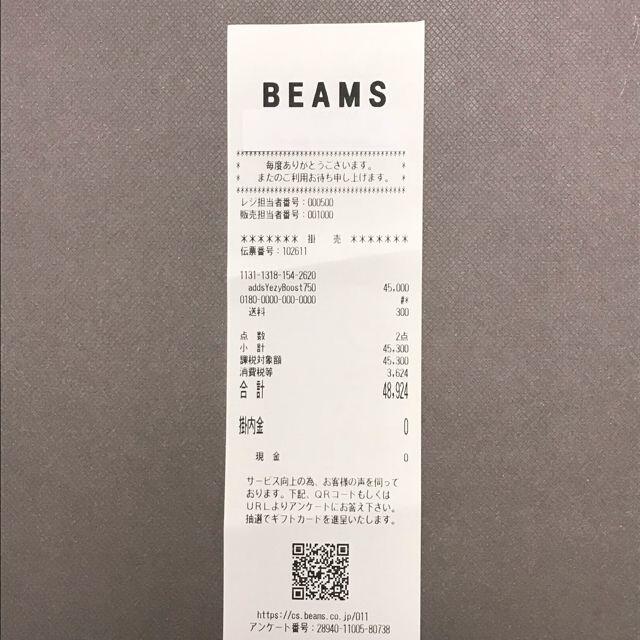 BEAMS
************************************
* 毎度ありがとうございます。 *
* またのご利用お待ち申し上げます。 *
************************************
レジ担当者番号：000500
販売担当者番号：001000
******* 掛 売 *******
伝票番号：102611
1131-1318-154-2620
addsYezyBoost750 45,000
0180-0000-000-0000 #*
送料 300
点 数 2点
小 計 45,300
課税対象額 45,300
消費税等 3,624
合 計 48,924
掛内金 0
現 金 0
サービス向上の為、お客様の声を伺って
おります。下記、QRコードもしくは
URLよりアンケートにお答え下さい。
抽選でギフトカードを進呈いたします。
https://cs.beams.co.jp/011
アンケート番号：28940-11005-80738